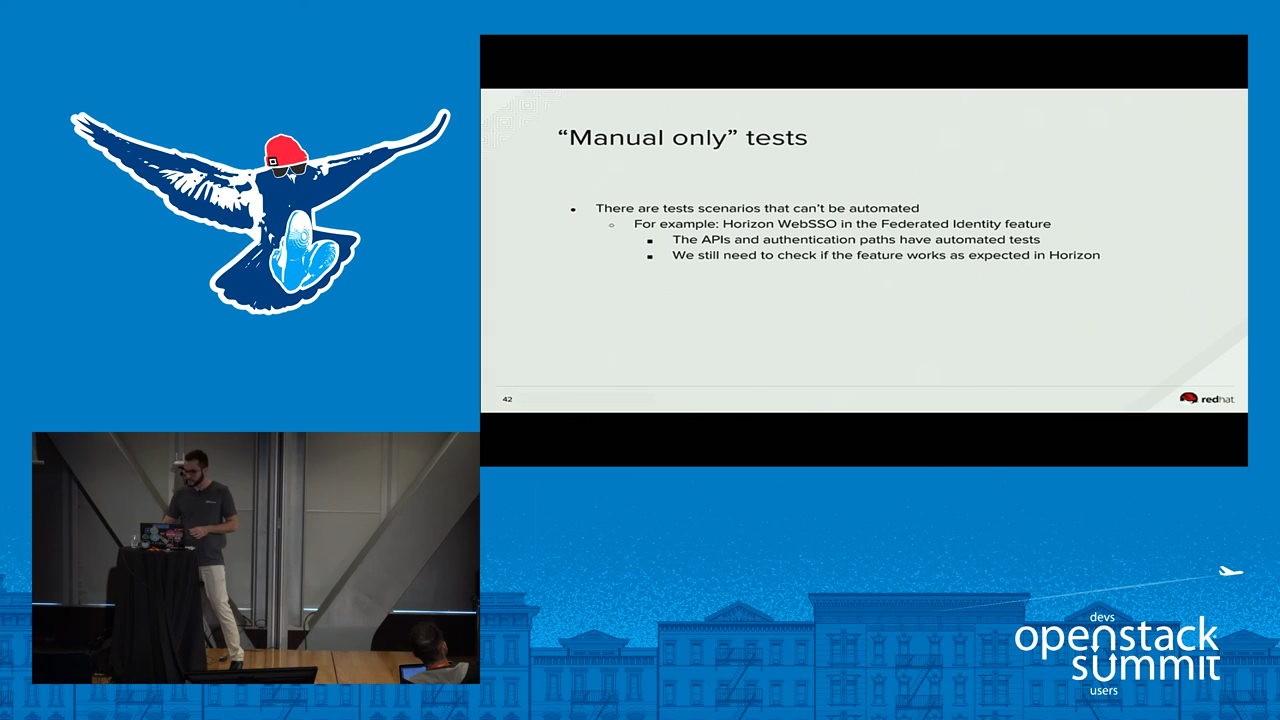 “Manual only” tests
There are tests scenarios that can’t be automated
For example: Horizon WebSSO in the Federated Identity feature
The APIs and authentication paths have automated tests
We still need to check if the feature works as expected in Horizon
42
redhat
devs
openstack
summit
users